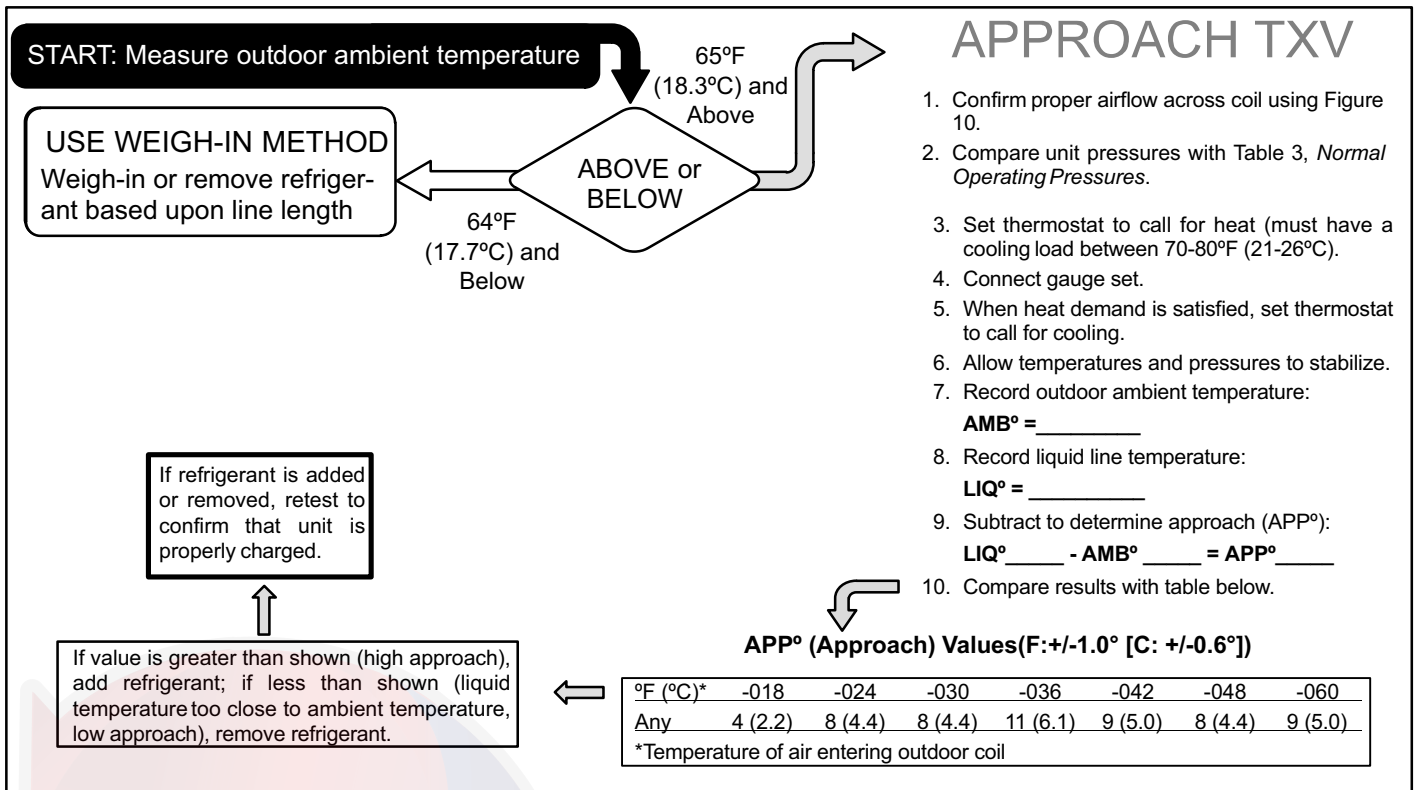 START: Measure outdoor ambient temperature
65ºF
(18.3ºC) and
Above
ABOVE or
BELOW
64ºF
(17.7ºC) and
Below
USE WEIGH-IN METHOD
Weigh-in or remove refriger-
ant based upon line length
APPROACH TXV
1. Confirm proper airflow across coil using Figure
10.
2. Compare unit pressures with Table 3, Normal
Operating Pressures.
3. Set thermostat to call for heat (must have a
cooling load between 70-80ºF (21-26ºC).
4. Connect gauge set.
5. When heat demand is satisfied, set thermostat
to call for cooling.
6. Allow temperatures and pressures to stabilize.
7. Record outdoor ambient temperature:
AMBº =_________
8. Record liquid line temperature:
LIQº = __________
9. Subtract to determine approach (APPº):
LIQº_____ - AMBº _____ = APPº_____
10. Compare results with table below.
APPº (Approach) Values(F:+/-1.0° [C: +/-0.6°])
ºF (ºC)* -018 -024 -030 -036 -042 -048 -060
Any 4 (2.2) 8 (4.4) 8 (4.4) 11 (6.1) 9 (5.0) 8 (4.4) 9 (5.0)
*Temperature of air entering outdoor coil
If value is greater than shown (high approach),
add refrigerant; if less than shown (liquid
temperature too close to ambient temperature,
low approach), remove refrigerant.
If refrigerant is added
or removed, retest to
confirm that unit is
properly charged.